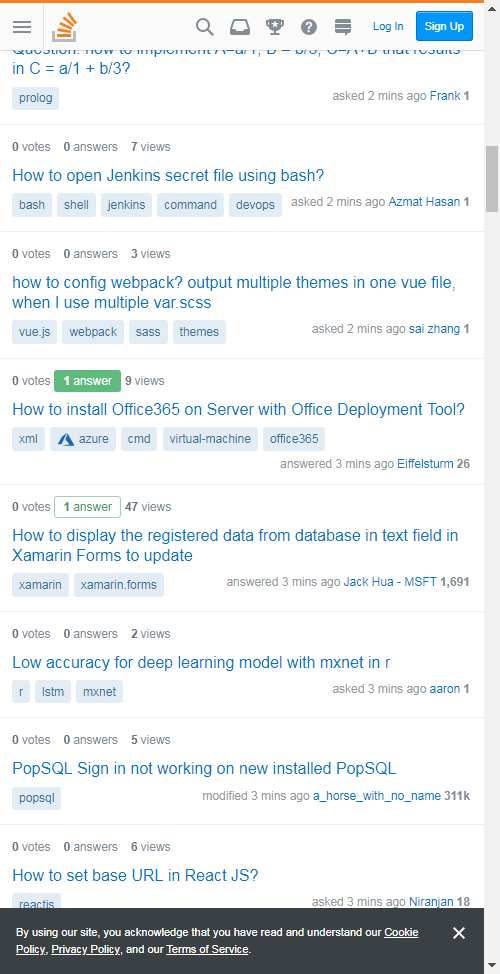 Log In Sign Up
Question: how to implement A=a/1, B = b/3, C=A+B that results
in C = a/1 + b/3?
prolog
asked 2 mins ago Frank 1
0 votes 0 answers 7 views
How to open Jenkins secret file using bash?
bash shell jenkins command devops
asked 2 mins ago Azmat Hasan 1
0 votes 0 answers 3 views
how to config webpack? output multiple themes in one vue file,
when I use multiple var.scss
vue.js webpack sass themes
asked 2 mins ago sai zhang 1
0 votes 1 answer 9 views
How to install Office365 on Server with Office Deployment Tool?
xml azure cmd virtual-machine office365
answered 3 mins ago Eiffelsturm 26
0 votes 1 answer 47 views
How to display the registered data from database in text field in
Xamarin Forms to update
xamarin xamarin.forms
answered 3 mins ago Jack Hua - MSFT 1,691
0 votes 0 answers 2 views
Low accuracy for deep learning model with mxnet in r
r lstm mxnet
asked 3 mins ago aaron 1
0 votes 0 answers 5 views
PopSQL Sign in not working on new installed PopSQL
popsql
modified 3 mins ago a_horse_with_no_name 311k
0 votes 0 answers 6 views
How to set base URL in React JS?
reactjs
asked 3 mins ago Niranjan 18
By using our site, you acknowledge that you have read and understand our Cookie
Policy, Privacy Policy, and our Terms of Service.